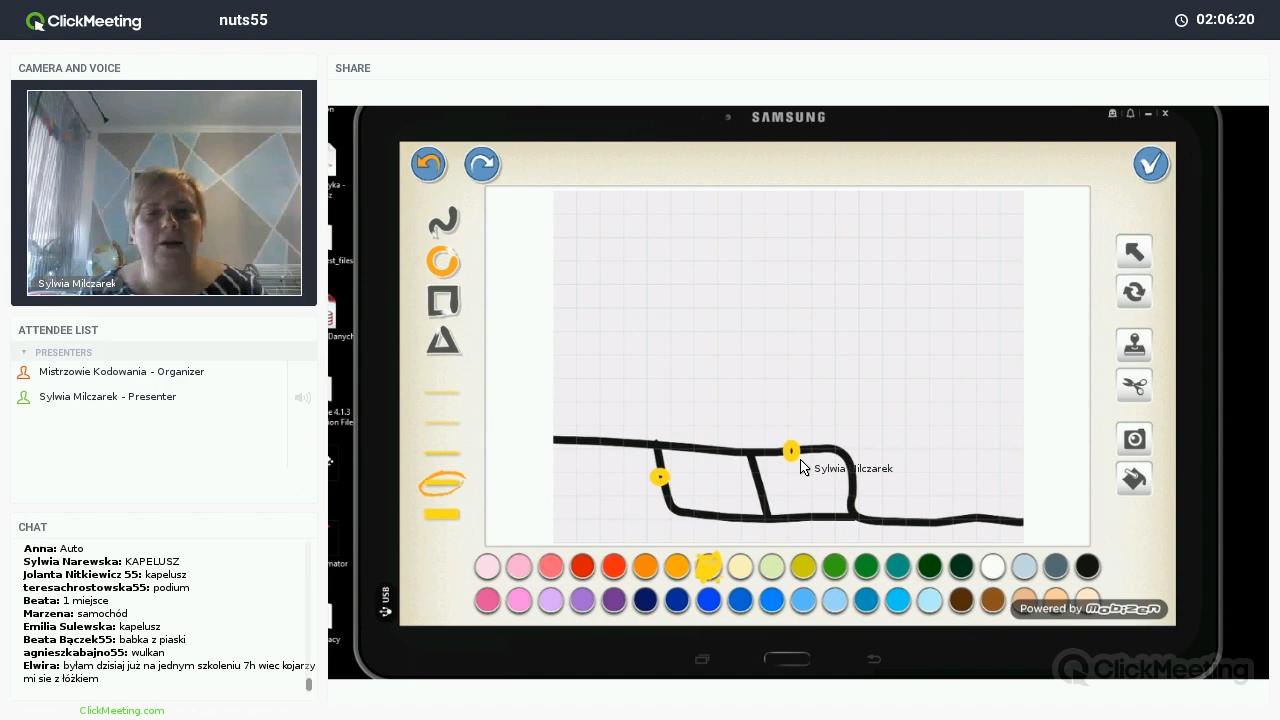 ClickMeeting
nuts55
02:06:20
CAMERA AND VOICE
SHARE
Sylwia Milczarek
ATTENDEE LIST
PRESENTERS
Mistrzowie Kodowania - Organizer
Sylwia Milczarek - Presenter
CHAT
Anna: Auto
Sylwia Narewska: KAPELUSZ
Jolanta Nitkiewicz 55: kapelusz
teresachrostowska55: podium
Beata: 1 miejsce
Marzena: samochód
Emilia Sulewska: kapelusz
Beata Bączek55: babka z piaski
agnieszkabajno55: wulkan
Elwira: byłam dzisiaj już na jednym szkoleniu 7h wiec kojarzy
mi sie z łóżkiem
ClickMeeting.com
SAMSUNG
Sylwia Milczarek
USB
Powered by mobizen
ClickMeeting